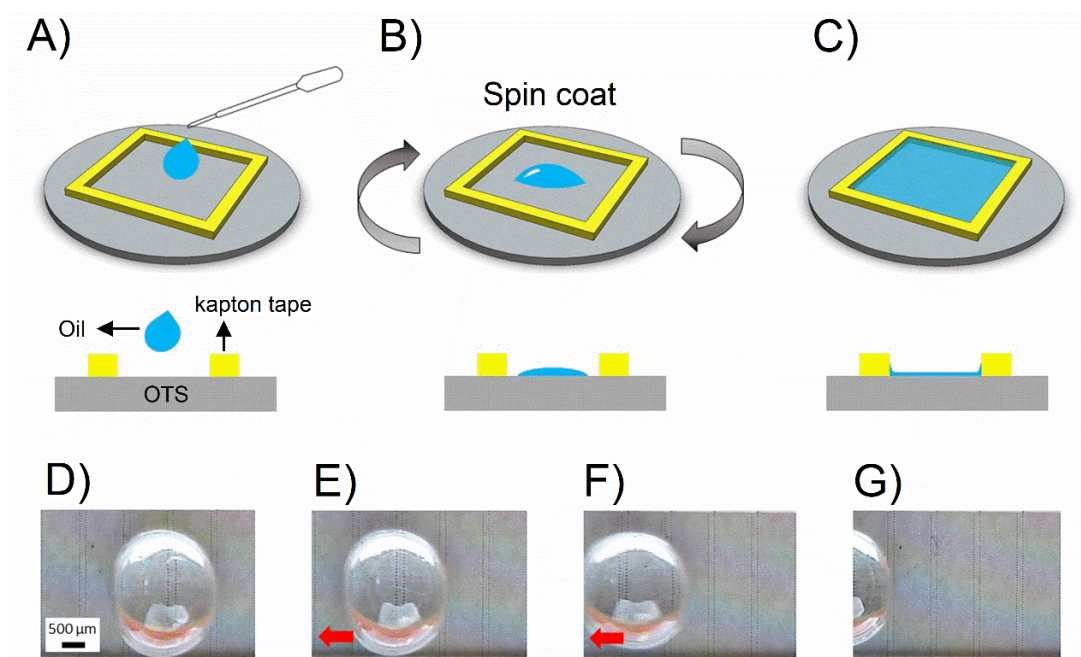 A)
B)
C)
Spin coat
Oil
kapton tape
OTS
D)
E)
F)
G)
500 µm